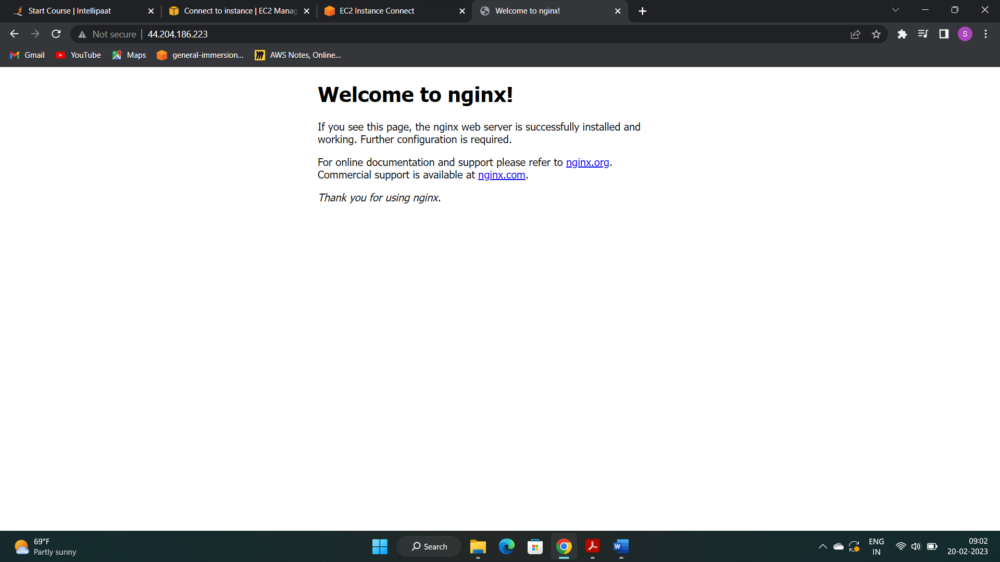 Start Course | Intellipaat
Connect to instance | EC2 Manag
EC2 Instance Connect
Welcome to nginx!
Not secure
44.204.186.223
S
Gmail
YouTube
Maps
general-immersion...
AWS Notes, Online...
Welcome to nginx!
If you see this page, the nginx web server is successfully installed and
working. Further configuration is required.
For online documentation and support please refer to nginx.org.
Commercial support is available at nginx.com.
Thank you for using nginx.
69°F
Partly sunny
Search
W
ENG
IN
09:02
20-02-2023